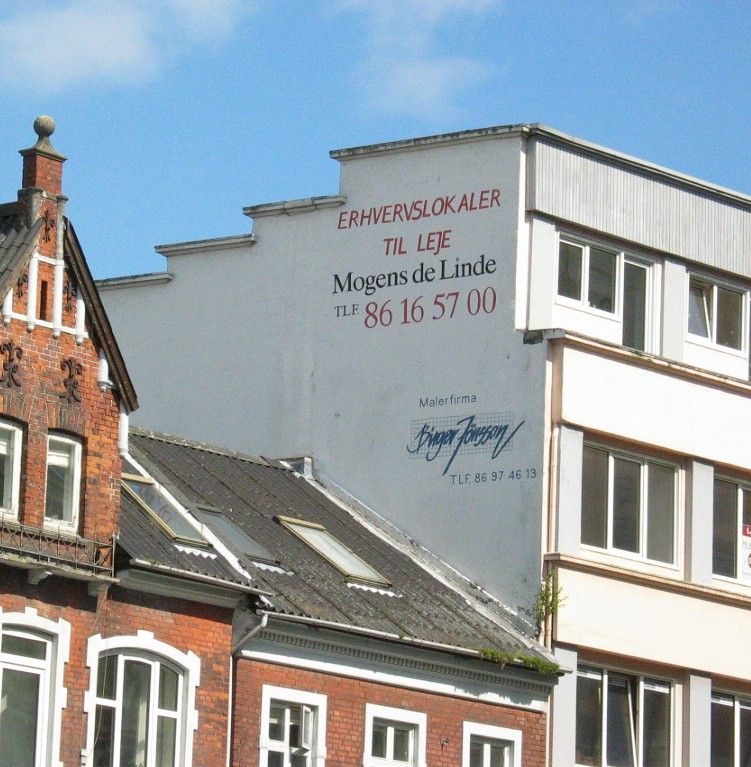 ERHVERVSLOKALER
TIL LEJE
Mogens de Linde
TLF 86 16 57 00
Malerfirma
Birger Jönsson
TLF. 86 97 46 13